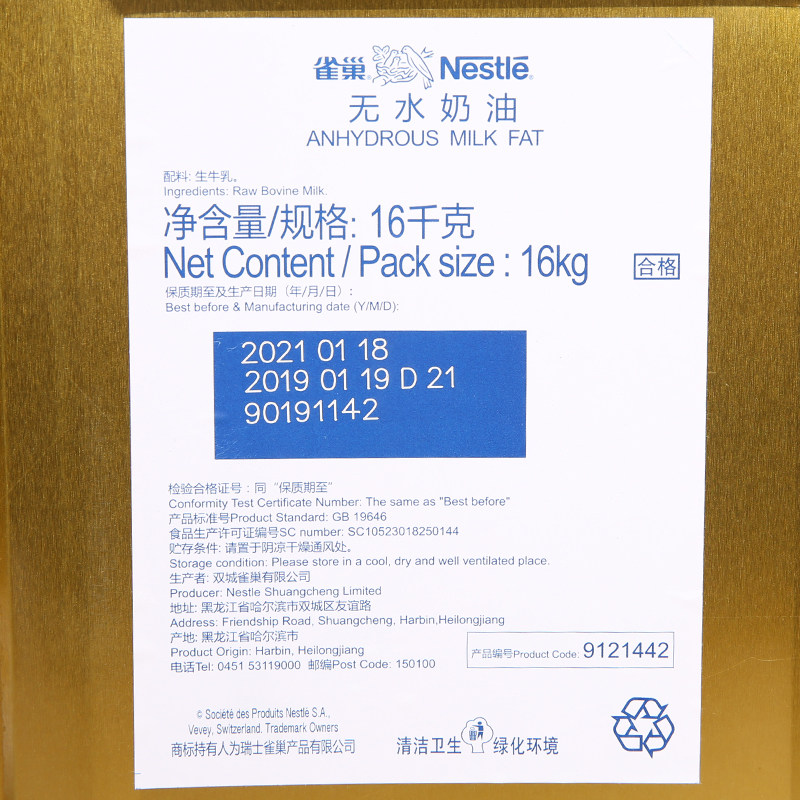 雀巢® Nestlé®
无水奶油
ANHYDROUS MILK FAT
配料: 生牛乳。
Ingredients: Raw Bovine Milk.
净含量/规格: 16千克
Net Content / Pack size : 16kg
合格
保质期至及生产日期（年/月/日）:
Best before & Manufacturing date (Y/M/D):
2021 01 18
2019 01 19 D 21
90191142
检验合格证号 : 同 “保质期至”
Conformity Test Certificate Number: The same as "Best before"
产品标准号Product Standard: GB 19646
食品生产许可证编号SC number: SC10523018250144
贮存条件: 请置于阴凉干燥通风处。
Storage condition: Please store in a cool, dry and well ventilated place.
生产者: 双城雀巢有限公司
Producer: Nestle Shuangcheng Limited
地址: 黑龙江省哈尔滨市双城区友谊路
Address: Friendship Road, Shuangcheng, Harbin,Heilongjiang
产地: 黑龙江省哈尔滨市
Product Origin: Harbin, Heilongjiang
电话Tel: 0451 53119000 邮编Post Code: 150100
产品编号Product Code: 9121442
© Société des Produits Nestlé S.A.,
Vevey, Switzerland, Trademark Owners
商标持有人为瑞士雀巢产品有限公司
清洁卫生 绿化环境